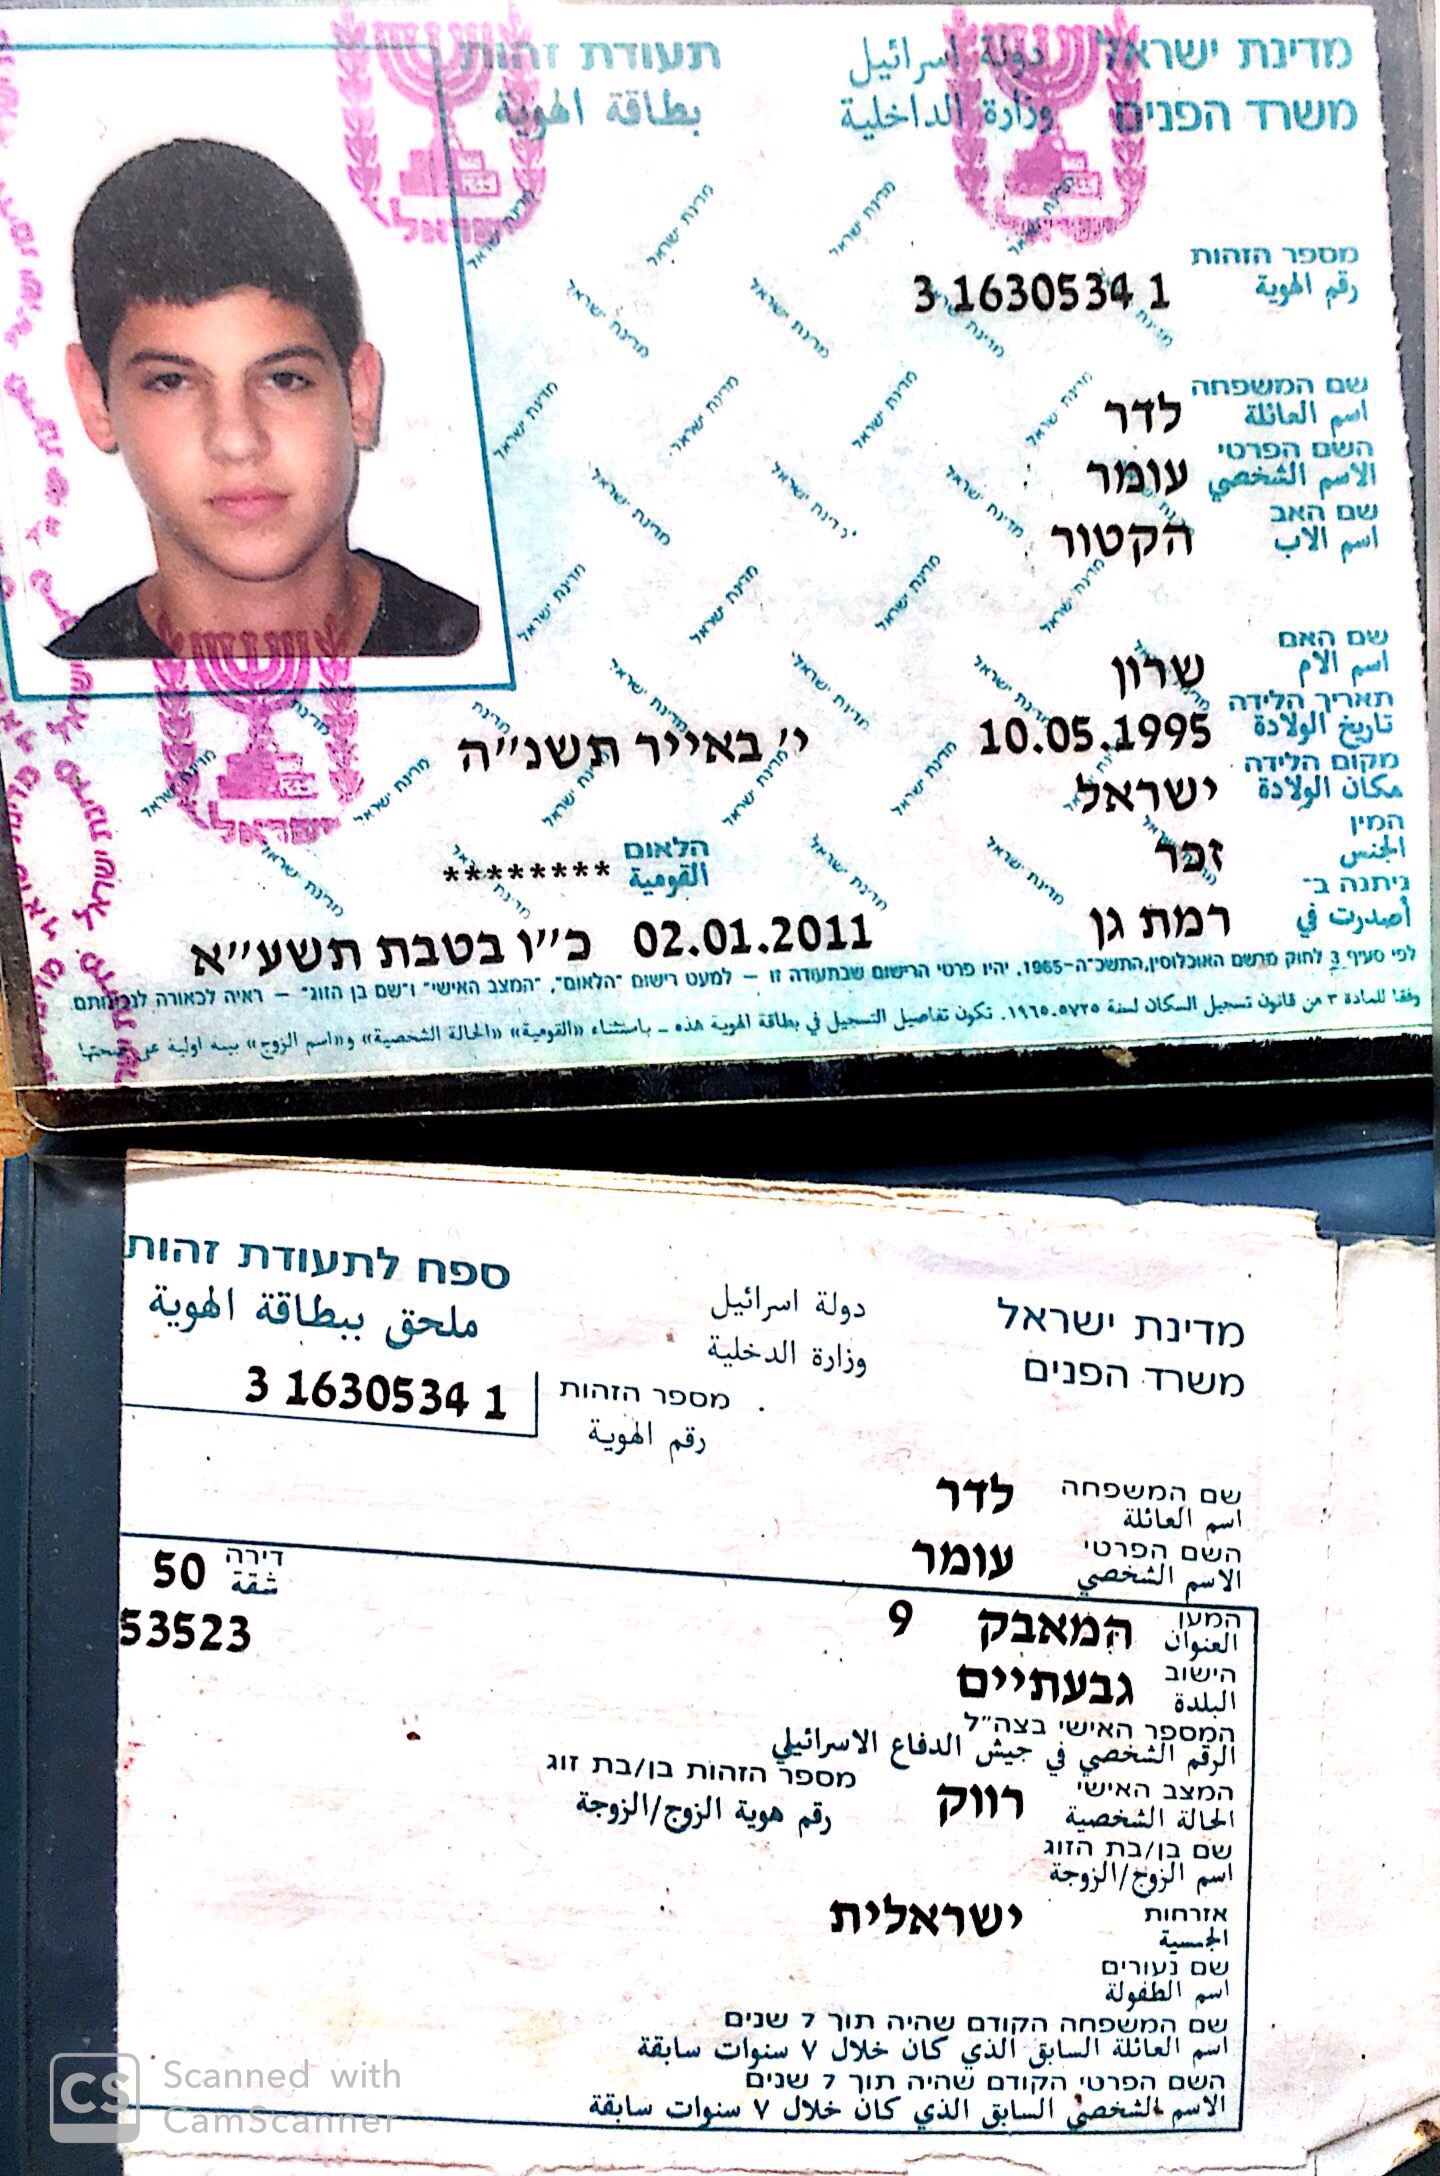 מדינת ישראל دولة اسرائيل תעודת זהות
משרד הפנים وزارة الداخلية بطاقة الهوية
מספר הזהות
رقم الهوية 3 1630534 1
שם המשפחה
اسم العائلة לדר
השם הפרטי
الاسم الشخصي עומר
שם האב
اسم الاب הקטור
שם האם
اسم الام שרון
תאריך הלידה
تاريخ الولادة 10.05.1995 י' באייר תשנ"ה
מקום הלידה
مكان الولادة ישראל
המין
الجنس זכר
הלאום
القومية ********
ניתנה ב-
أصدرت في רמת גן 02.01.2011 כ"ו בטבת תשע"א
לפי סעיף 3 לחוק מרשם האוכלוסין,התשכ"ה-1965, יהיו פרטי הרישום שבתעודה זו – למעט רישום "הלאום", "המצב האישי" ו"שם בן הזוג" – ראיה לכאורה לנכונותם
وفقا للمادة ٣ من قانون تسجيل السكان لسنة ٥٧٢٥-١٩٦٥، تكون تفاصيل التسجيل في بطاقة الهوية هذه – باستثناء «القومية» «الحالة الشخصية» و«اسم الزوج» بينه اولية على صحتها
מדינת ישראל دولة اسرائيل ספח לתעודת זהות
משרד הפנים وزارة الدخلية ملحق ببطاقة الهوية
מספר הזהות 3 1630534 1
رقم الهوية
שם המשפחה לדר
اسم العائلة
השם הפרטי עומר
الاسم الشخصي
דירה 50
شقة
המען המאבק 9
العنوان 53523
הישוב גבעתיים
البلدة
המספר האישי בצה"ל
الرقم الشخصي في جيش الدفاع الاسرائيلي
המצב האישי רווק מספר הזהות בן/בת זוג
الحالة الشخصية رقم هوية الزوج/الزوجة
שם בן/בת הזוג
اسم الزوج/الزوجة
אזרחות ישראלית
الجنسية
שם נעורים
اسم الطفولة
שם המשפחה הקודם שהיה תוך 7 שנים
اسم العائلة السابق الذي كان خلال ٧ سنوات سابقة
השם הפרטי הקודם שהיה תוך 7 שנים
الاسم الشخصي السابق الذي كان خلال ٧ سنوات سابقة
CS Scanned with
CamScanner